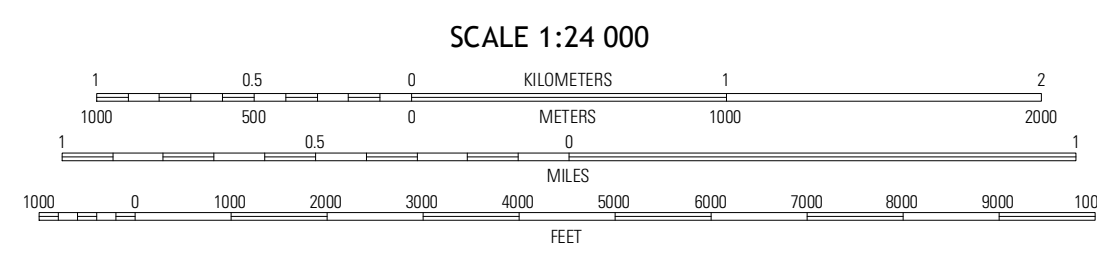 SCALE 1:24 000
1 0.5 0 KILOMETERS 1 2
1000 500 0 METERS 1000 2000
1 0.5 0 1
MILES
1000 0 1000 2000 3000 4000 5000 6000 7000 8000 9000 100
FEET